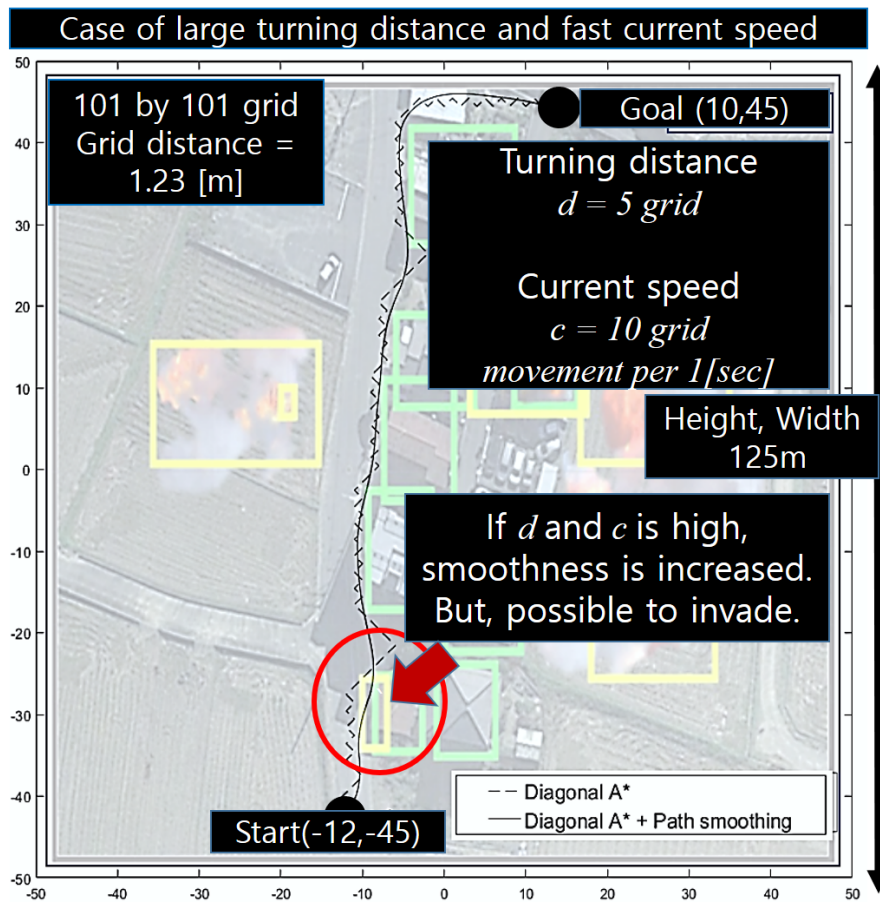 Case of large turning distance and fast current speed
50
40
30
20
10
0
-10
-20
-30
-40
-50
101 by 101 grid
Grid distance =
1.23 [m]
Goal (10,45)
Turning distance
d = 5 grid
Current speed
c = 10 grid
movement per 1[sec]
Height, Width
125m
If d and c is high,
smoothness is increased.
But, possible to invade.
Start(-12,-45)
Diagonal A*
Diagonal A* + Path smoothing
-50 -40 -30 -20 -10 0 10 20 30 40 50